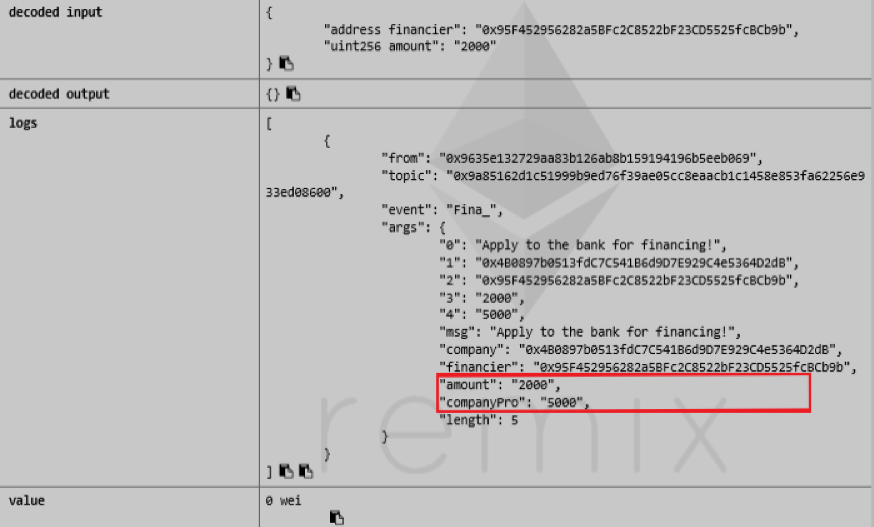 decoded input
{
"address financier": "0x95F452956282a5BFc2C8522bF23CD5525fcBCb9b",
"uint256 amount": "2000"
}
decoded output
{}
logs
[
{
"from": "0x9635e132729aa83b126ab8b159194196b5eeb069",
"topic": "0x9a85162d1c51999b9ed76f39ae05cc8eaacb1c1458e853fa62256e9
33ed08600",
"event": "Fina_",
"args": {
"0": "Apply to the bank for financing!",
"1": "0x4B0897b0513fdC7C541B6d9D7E929C4e5364D2dB",
"2": "0x95F452956282a5BFc2C8522bF23CD5525fcBCb9b",
"3": "2000",
"4": "5000",
"msg": "Apply to the bank for financing!",
"company": "0x4B0897b0513fdC7C541B6d9D7E929C4e5364D2dB",
"financier": "0x95F452956282a5BFc2C8522bF23CD5525fcBCb9b",
"amount": "2000",
"companyPro": "5000",
"length": 5
}
}
]
remix
value
0 wei